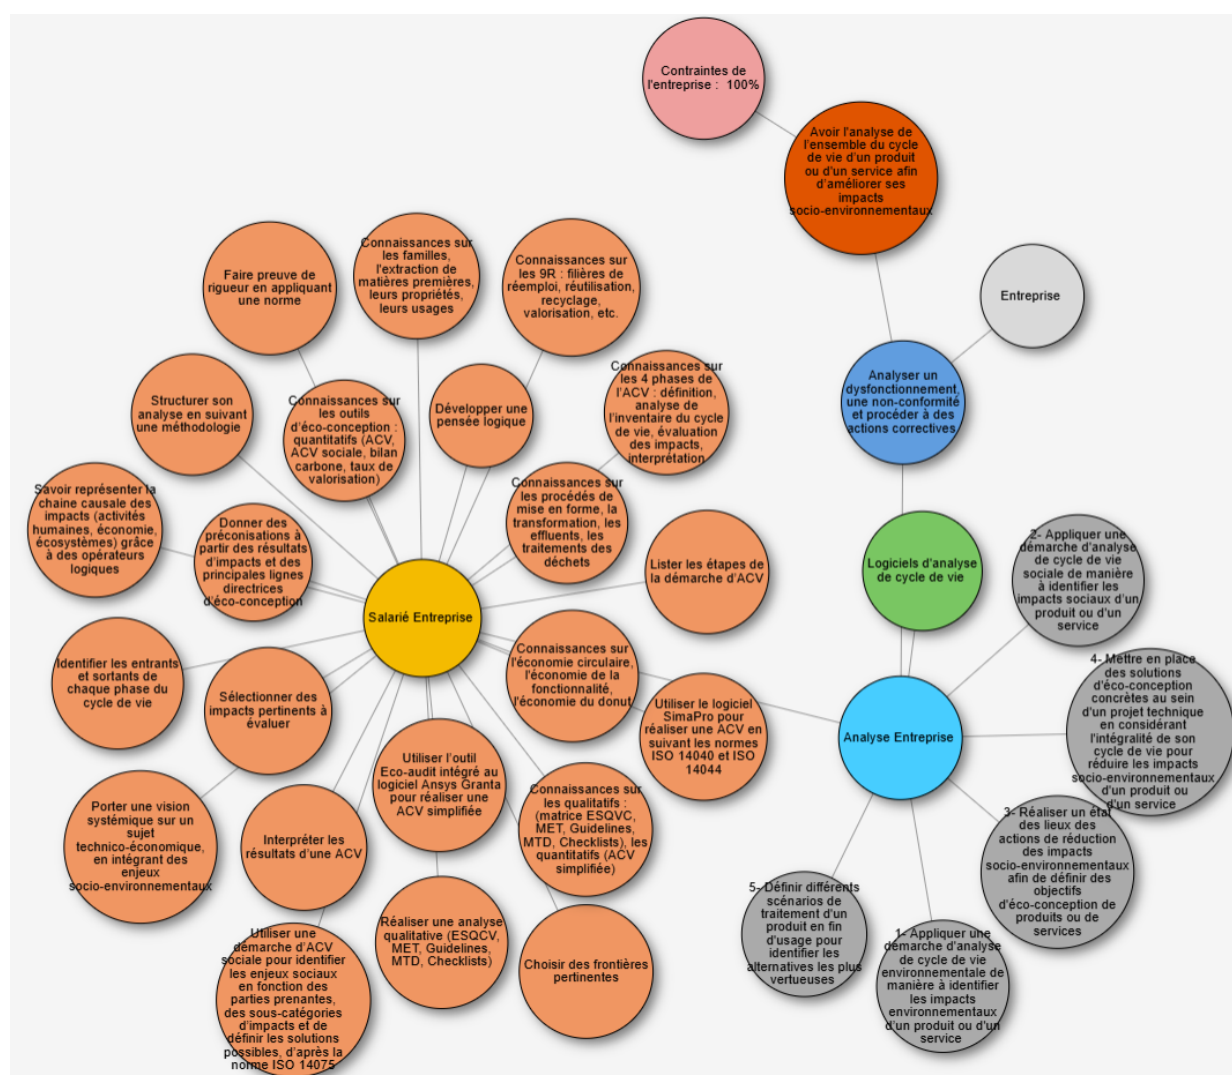 Contraintes de
l'entreprise : 100%
Avoir l'analyse de
l'ensemble du cycle
de vie d'un produit
ou d'un service afin
d'améliorer ses
impacts
socio-environnementaux
Entreprise
Analyser un
dysfonctionnement,
une non-conformité
et procéder à des
actions correctives
Logiciels d'analyse
de cycle de vie
Analyse Entreprise
2- Appliquer une
démarche d'analyse
de cycle de vie
sociale de manière
à identifier les
impacts sociaux d'un
produit ou d'un
service
4- Mettre en place
des solutions
d'éco-conception
concrètes au sein
d'un projet technique
en considérant
l'intégralité de son
cycle de vie pour
réduire les impacts
socio-environnementaux
d'un produit ou
d'un service
3- Réaliser un état
des lieux des
actions de réduction
des impacts
socio-environnementaux
afin de définir des
objectifs
d'éco-conception de
produits ou de
services
1- Appliquer une
démarche d'analyse
de cycle de vie
environnementale de
manière à identifier
les impacts
environnementaux
d'un produit ou d'un
service
5- Définir différents
scénarios de
traitement d'un
produit en fin
d'usage pour
identifier les
alternatives les plus
vertueuses
Salarié Entreprise
Faire preuve de
rigueur en appliquant
une norme
Connaissances sur
les familles,
l'extraction de
matières premières,
leurs propriétés,
leurs usages
Connaissances sur
les 9R : filières de
réemploi, réutilisation,
recyclage,
valorisation, etc.
Structurer son
analyse en suivant
une méthodologie
Connaissances sur
les outils
d'éco-conception :
quantitatifs (ACV,
ACV sociale, bilan
carbone, taux de
valorisation)
Développer une
pensée logique
Connaissances sur
les 4 phases de
l'ACV : définition,
analyse de
l'inventaire du cycle
de vie, évaluation
des impacts,
interprétation
Savoir représenter la
chaine causale des
impacts (activités
humaines, économie,
écosystèmes) grâce
à des opérateurs
logiques
Donner des
préconisations à
partir des résultats
d'impacts et des
principales lignes
directrices
d'éco-conception
Connaissances sur
les procédés de
mise en forme, la
transformation, les
effluents, les
traitements des
déchets
Lister les étapes de
la démarche d'ACV
Identifier les entrants
et sortants de
chaque phase du
cycle de vie
Sélectionner des
impacts pertinents à
évaluer
Connaissances sur
l'économie circulaire,
l'économie de la
fonctionnalité,
l'économie du donut
Utiliser le logiciel
SimaPro pour
réaliser une ACV en
suivant les normes
ISO 14040 et ISO
14044
Porter une vision
systémique sur un
sujet
technico-économique,
en intégrant des
enjeux
socio-environnementaux
Interpréter les
résultats d'une ACV
Utiliser l'outil
Eco-audit intégré au
logiciel Ansys Granta
pour réaliser une
ACV simplifiée
Connaissances sur
les qualitatifs :
(matrice ESQVC,
MET, Guidelines,
MTD, Checklists), les
quantitatifs (ACV
simplifiée)
Utiliser une
démarche d'ACV
sociale pour identifier
les enjeux sociaux
en fonction des
parties prenantes,
des sous-catégories
d'impacts et de
définir les solutions
possibles, d'après la
norme ISO 14075
Réaliser une analyse
qualitative (ESQCV,
MET, Guidelines,
MTD, Checklists)
Choisir des frontières
pertinentes